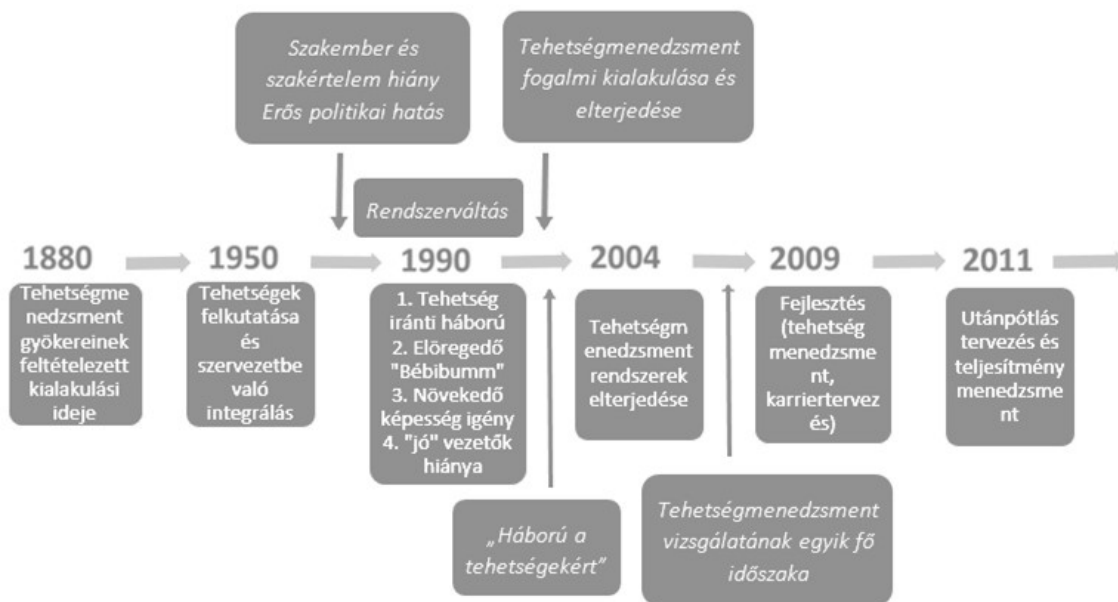 Szakember és
szakértelem hiány
Erős politikai hatás
Tehetségmenedzsment
fogalmi kialakulása és
elterjedése
Rendszerváltás
1880
1950
1990
2004
2009
2011
Tehetségme
nedzsment
gyökereinek
feltételezett
kialakulási
ideje
Tehetségek
felkutatása
és
szervezetbe
való
integrálás
1. Tehetség
iránti háború
2. Elöregedő
"Bébibumm"
3. Növekedő
képesség igény
4. "jó" vezetők
hiánya
Tehetségm
enedzsment
rendszerek
elterjedése
Fejlesztés
(tehetség
menedzsme
nt,
karriertervez
és)
Utánpótlás
tervezés és
teljesítmény
menedzsme
nt
„Háború a
tehetségekért”
Tehetségmenedzsment
vizsgálatának egyik fő
időszaka